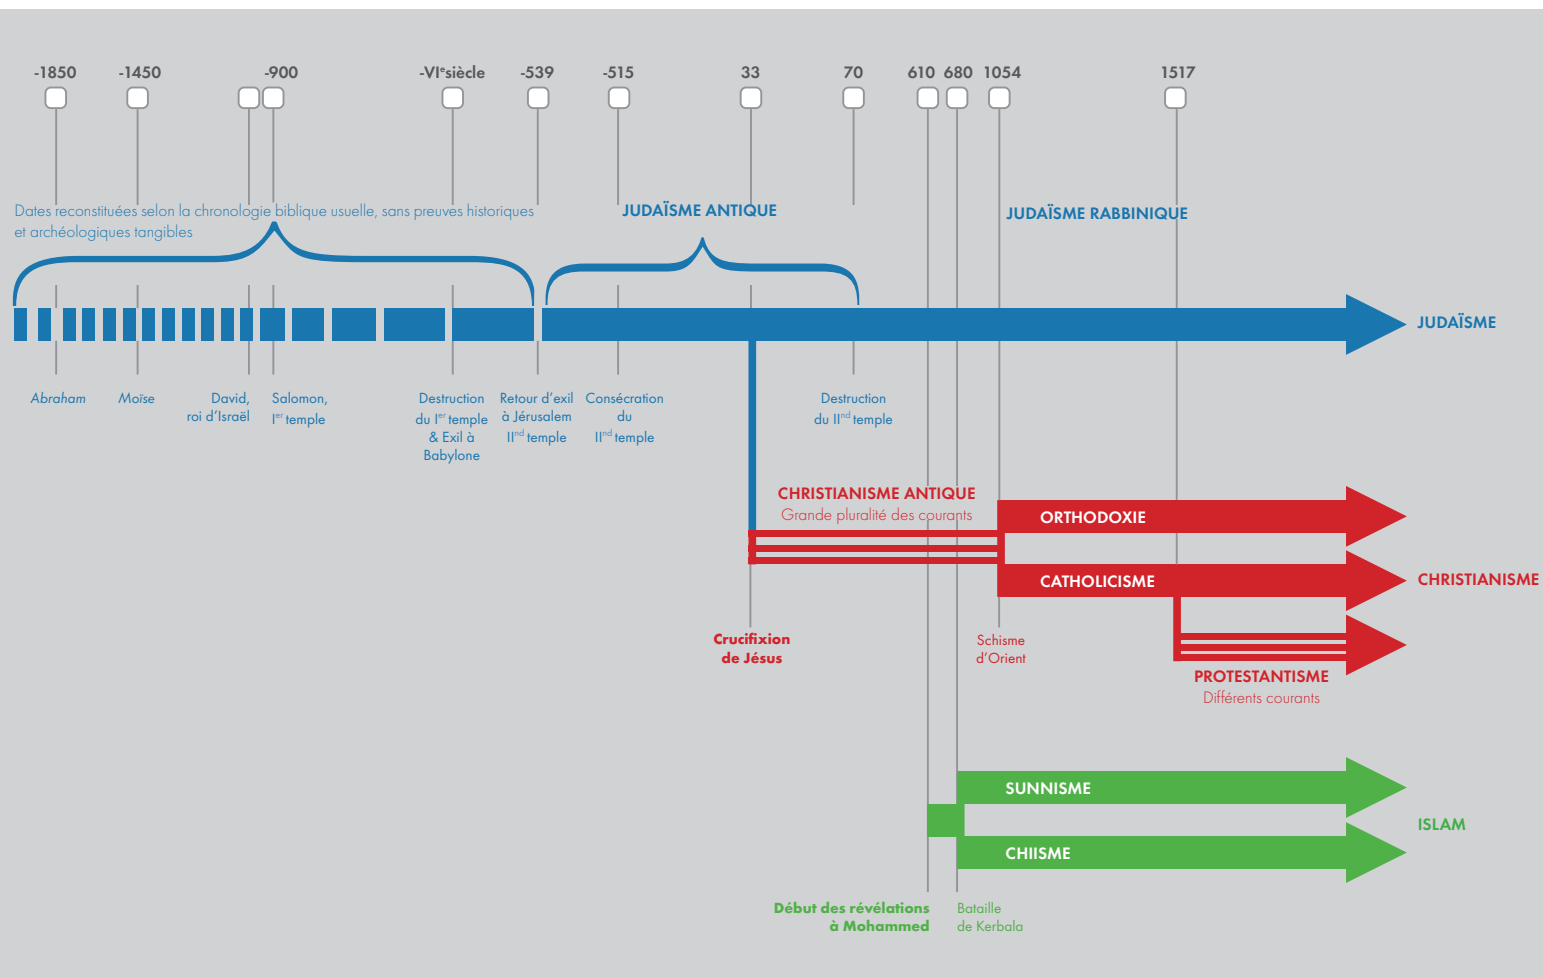 -1850 -1450 -900 -VIe siècle -539 -515 33 70 610 680 1054 1517
Dates reconstituées selon la chronologie biblique usuelle, sans preuves historiques
et archéologiques tangibles
JUDAÏSME ANTIQUE
JUDAÏSME RABBINIQUE
JUDAÏSME
Abraham
Moïse
David,
roi d’Israël
Salomon,
Ier temple
Destruction
du Ier temple
& Exil à
Babylone
Retour d’exil
à Jérusalem
IInd temple
Consécration
du
IInd temple
Destruction
du IInd temple
CHRISTIANISME ANTIQUE
Grande pluralité des courants
ORTHODOXIE
CATHOLICISME
CHRISTIANISME
Crucifixion
de Jésus
Schisme
d’Orient
PROTESTANTISME
Différents courants
SUNNISME
ISLAM
CHIISME
Début des révélations
à Mohammed
Bataille
de Kerbala